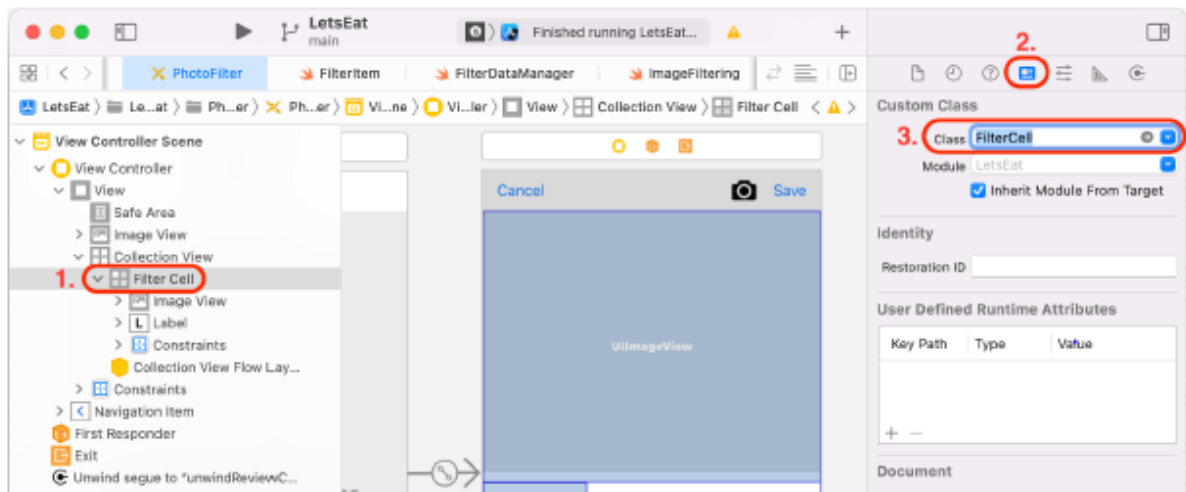 LetsEat
main
Finished running LetsEat...
2.
PhotoFilter
FilterItem
FilterDataManager
ImageFiltering
LetsEat
Le...at
Ph...er
Ph...er
Vi...ne
Vi...ler
View
Collection View
Filter Cell
Custom Class
3. Class FilterCell
Module LetsEat
Inherit Module From Target
View Controller Scene
View Controller
View
Safe Area
Image View
Collection View
1. Filter Cell
Image View
L Label
Constraints
Collection View Flow Lay...
Constraints
Navigation Item
First Responder
Exit
Unwind segue to "unwindReviewC...
Cancel
Save
UIImageView
Identity
Restoration ID
User Defined Runtime Attributes
Key Path Type Value
Document